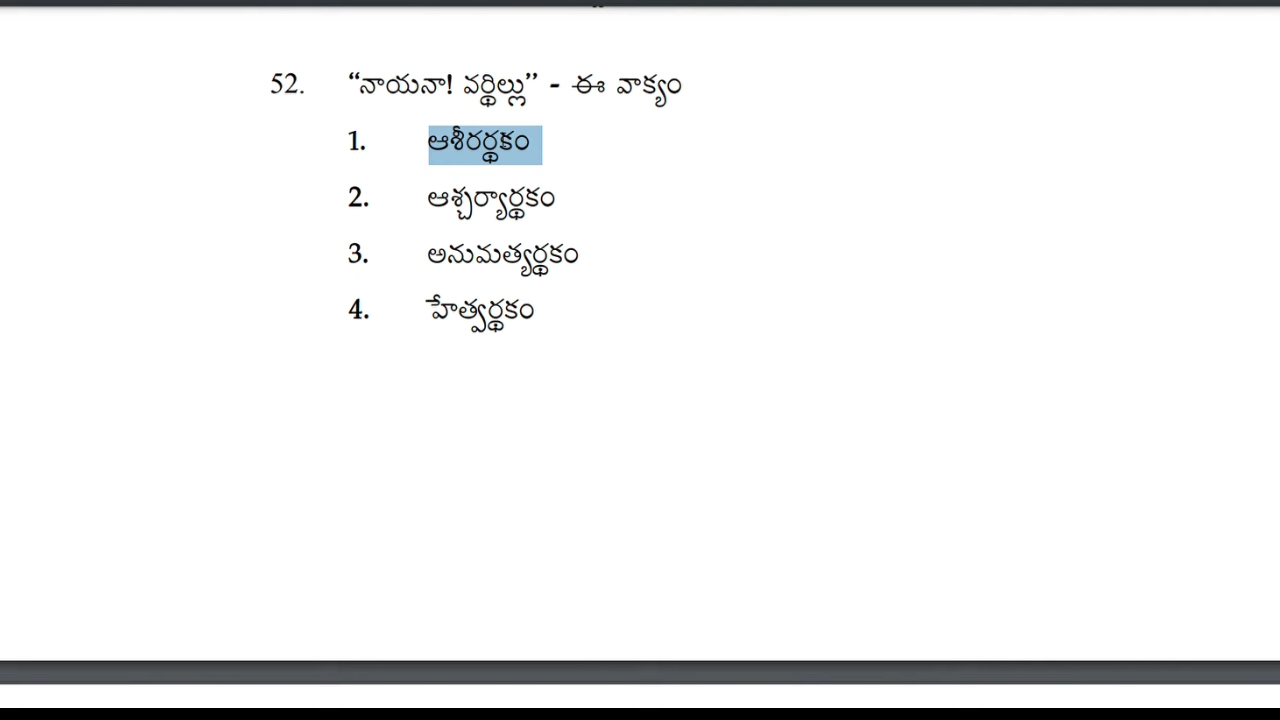 52. “నాయనా! వర్థిల్లు” - ఈ వాక్యం
1. ఆశీరర్థకం
2. ఆశ్చర్యార్థకం
3. అనుమత్యర్థకం
4. హేత్వర్థకం